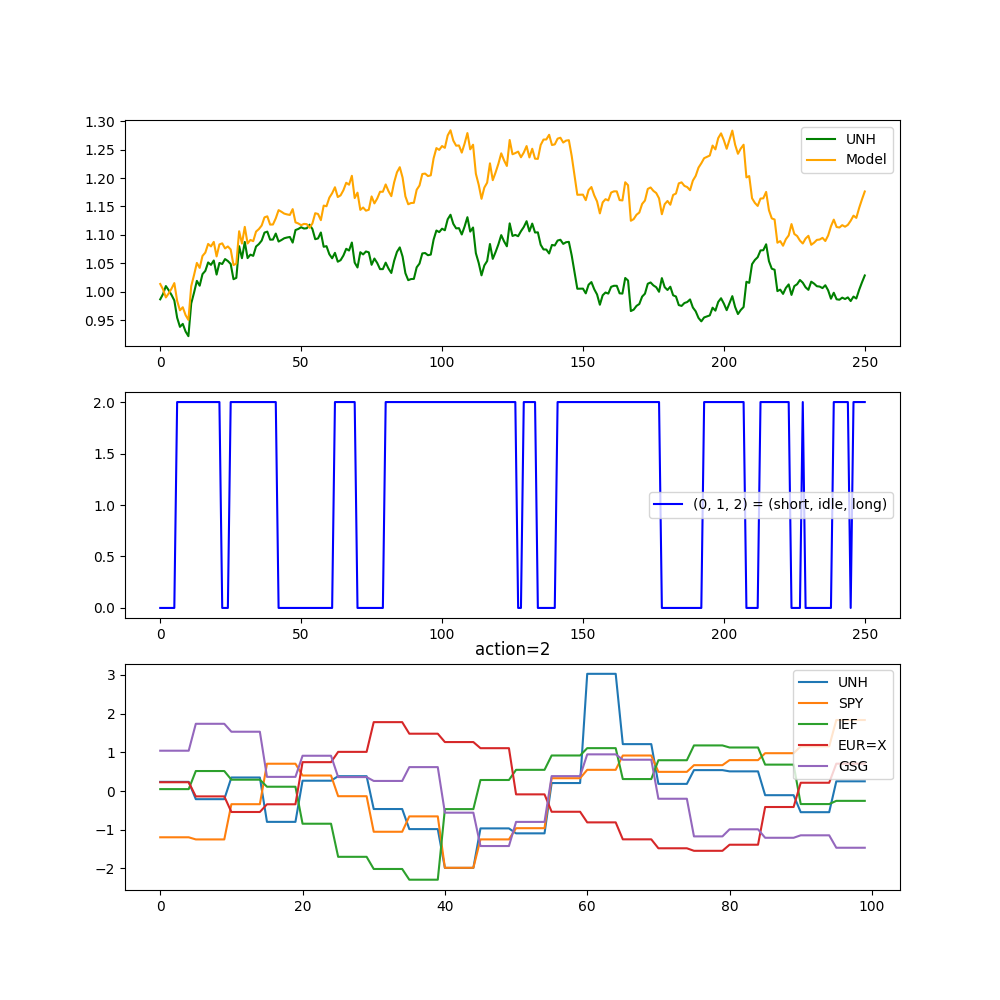 1.30
1.25
1.20
1.15
1.10
1.05
1.00
0.95
UNH
Model
0 50 100 150 200 250
2.0
1.5
1.0
0.5
0.0
(0, 1, 2) = (short, idle, long)
0 50 100 150 200 250
action=2
3
2
1
0
−1
−2
UNH
SPY
IEF
EUR=X
GSG
0 20 40 60 80 100